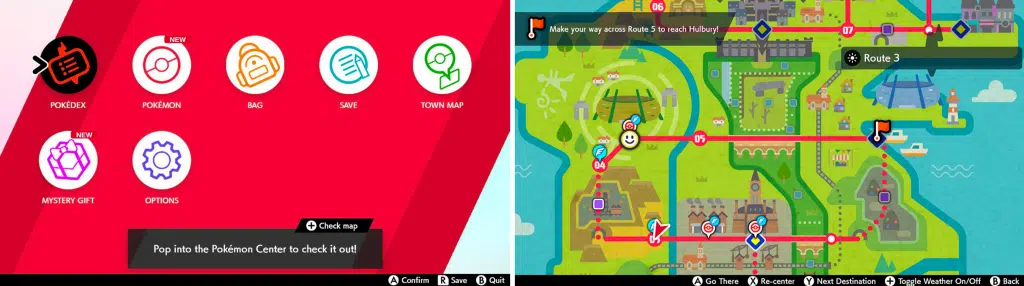 NEW
POKÉDEX POKÉMON BAG SAVE TOWN MAP
NEW
MYSTERY GIFT OPTIONS
+ Check map
Pop into the Pokémon Center to check it out!
A Confirm R Save B Quit
06
07
Make your way across Route 5 to reach Hulbury!
Route 3
05
04
A Go There X Re-center Y Next Destination + Toggle Weather On/Off B Back